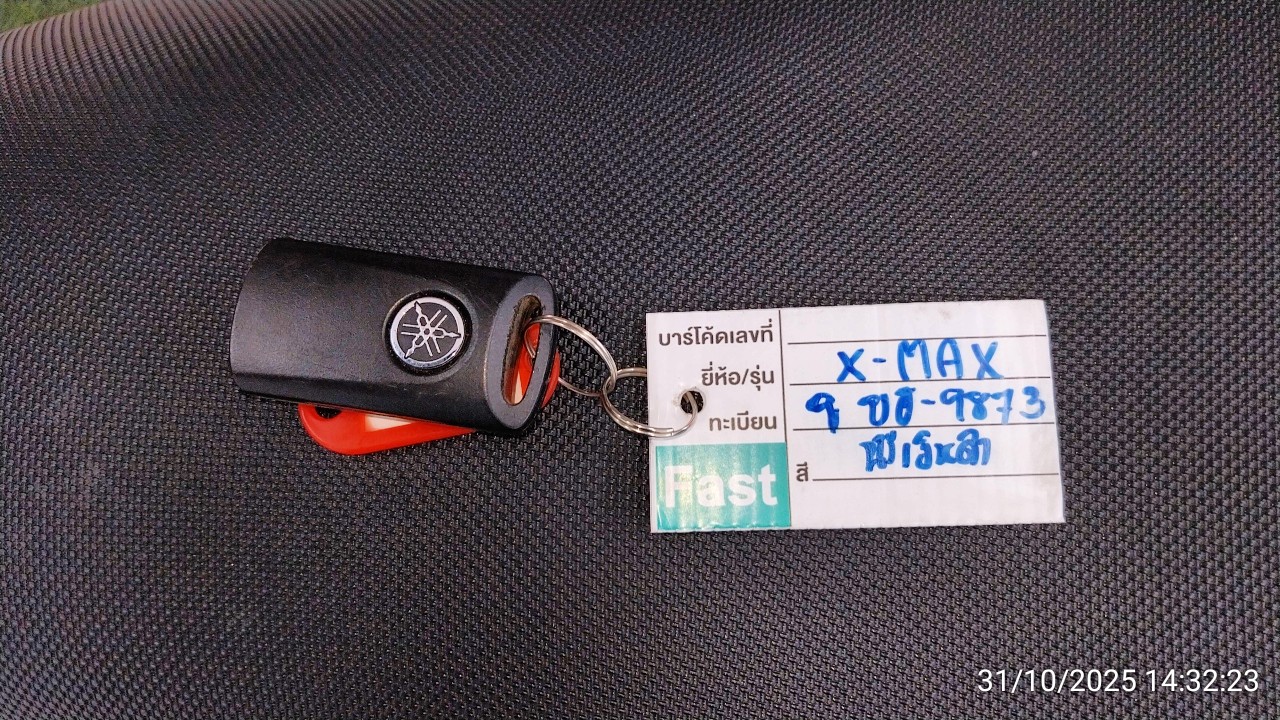 บาร์โค้ดเลขที่
ยี่ห้อ/รุ่น X-MAX
ทะเบียน 9 ขฮ-9873
Fast
สี
31/10/2025 14:32:23